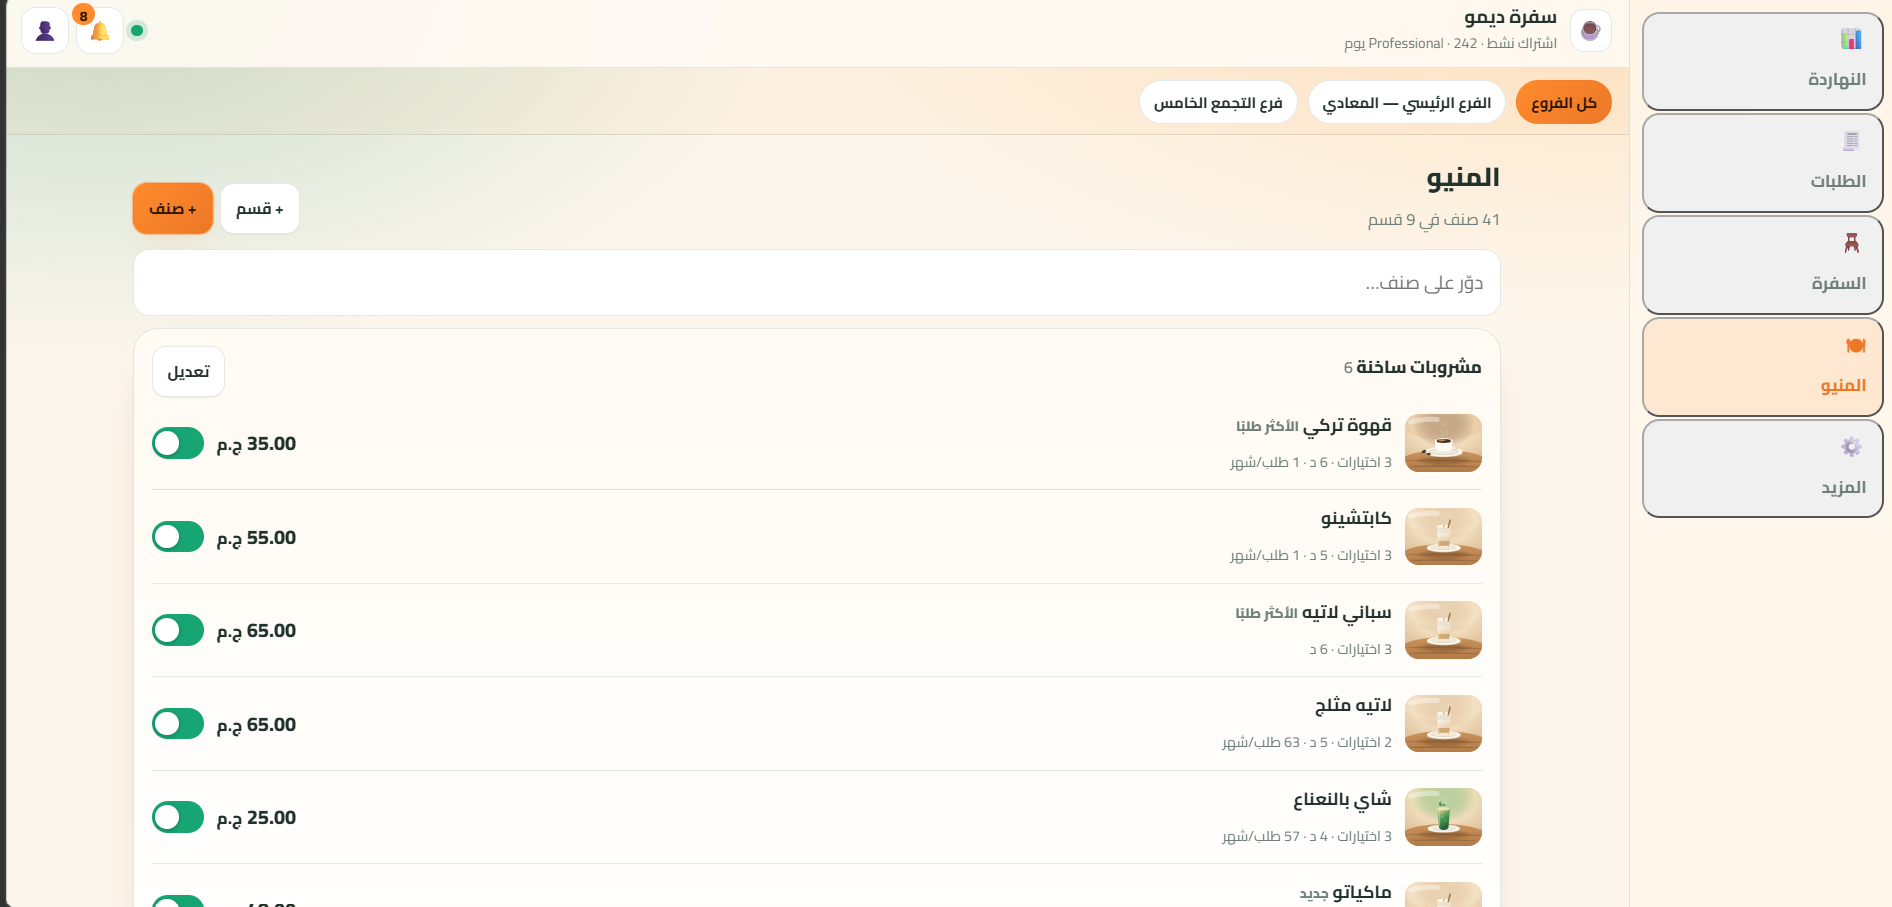 سفرة ديمو
اشتراك نشط · Professional · 242 يوم
8
كل الفروع
الفرع الرئيسي — المعادي
فرع التجمع الخامس
النهاردة
الطلبات
السفرة
المنيو
المزيد
المنيو
41 صنف في 9 قسم
+ قسم
+ صنف
دوّر على صنف...
مشروبات ساخنة 6
تعديل
قهوة تركي الأكثر طلبًا
3 اختيارات · 6 د · 1 طلب/شهر
35.00 ج.م
كابتشينو
3 اختيارات · 5 د · 1 طلب/شهر
55.00 ج.م
سباني لاتيه الأكثر طلبًا
3 اختيارات · 6 د
65.00 ج.م
لاتيه مثلج
2 اختيارات · 5 د · 63 طلب/شهر
65.00 ج.م
شاي بالنعناع
3 اختيارات · 4 د · 57 طلب/شهر
25.00 ج.م
ماكياتو جديد